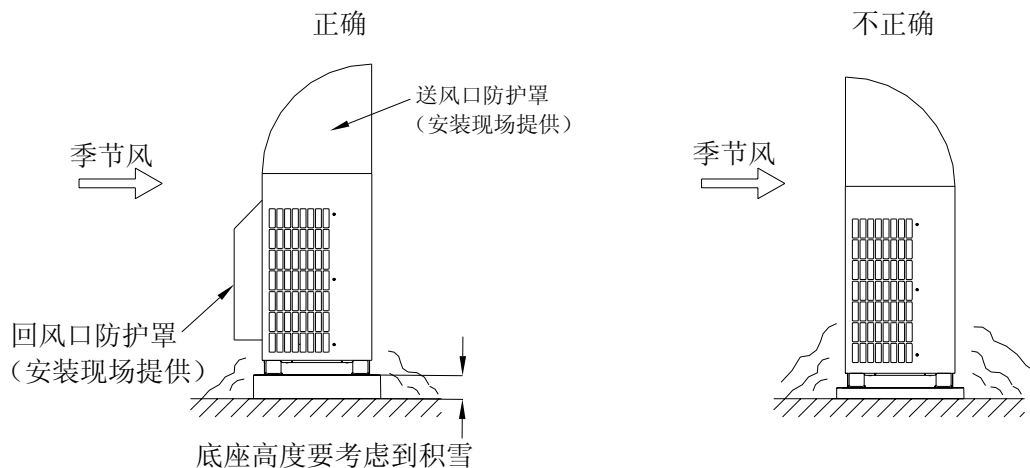 正确
不正确
送风口防护罩
（安装现场提供）
季节风
季节风
回风口防护罩
（安装现场提供）
底座高度要考虑到积雪